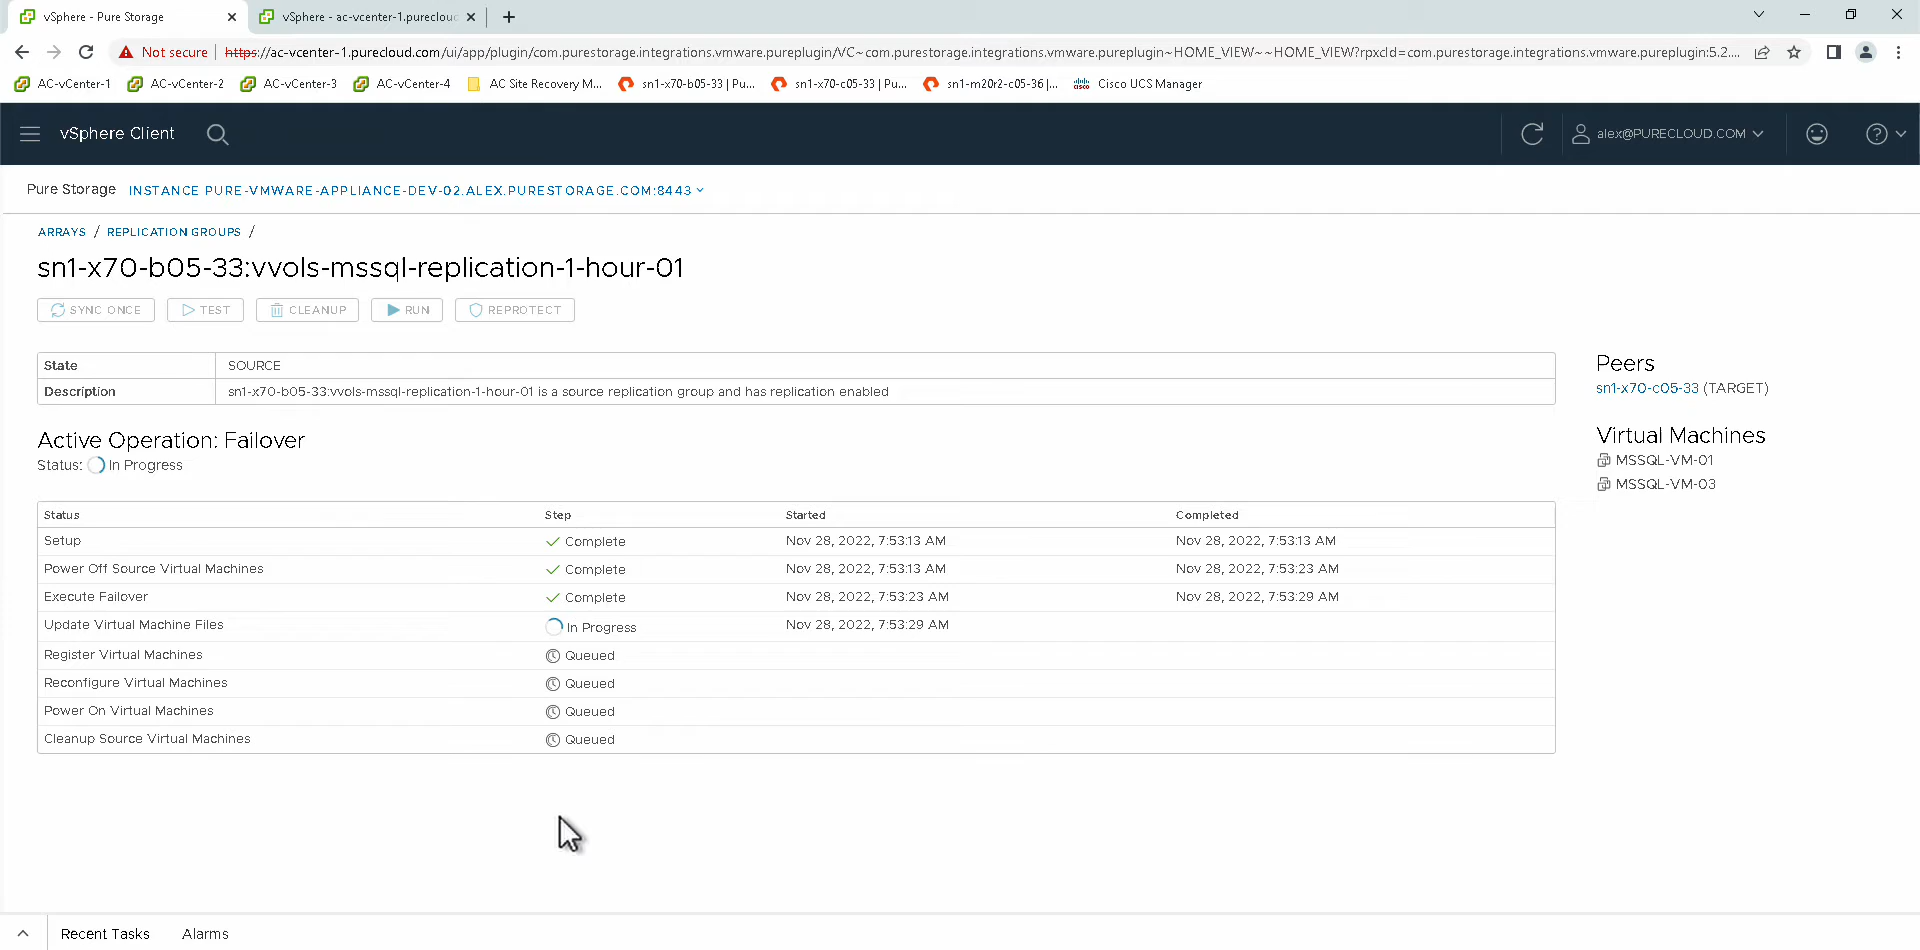 vSphere - Pure Storage
vSphere - ac-vcenter-1.purecloud
Not secure | https://ac-vcenter-1.purecloud.com/ui/app/plugin/com.purestorage.integrations.vmware.pureplugin/VC~com.purestorage.integrations.vmware.pureplugin~HOME_VIEW~~HOME_VIEW?rpxcId=com.purestorage.integrations.vmware.pureplugin:5.2....
AC-vCenter-1 AC-vCenter-2 AC-vCenter-3 AC-vCenter-4 AC Site Recovery M... sn1-x70-b05-33 | Pu... sn1-x70-c05-33 | Pu... sn1-m20r2-c05-36 |... Cisco UCS Manager
vSphere Client
alex@PURECLOUD.COM
Pure Storage INSTANCE PURE-VMWARE-APPLIANCE-DEV-02.ALEX.PURESTORAGE.COM:8443
ARRAYS / REPLICATION GROUPS /
sn1-x70-b05-33:vvols-mssql-replication-1-hour-01
SYNC ONCE TEST CLEANUP RUN REPROTECT
State SOURCE
Description sn1-x70-b05-33:vvols-mssql-replication-1-hour-01 is a source replication group and has replication enabled
Peers
sn1-x70-c05-33 (TARGET)
Virtual Machines
MSSQL-VM-01
MSSQL-VM-03
Active Operation: Failover
Status: In Progress
Status Step Started Completed
Setup Complete Nov 28, 2022, 7:53:13 AM Nov 28, 2022, 7:53:13 AM
Power Off Source Virtual Machines Complete Nov 28, 2022, 7:53:13 AM Nov 28, 2022, 7:53:23 AM
Execute Failover Complete Nov 28, 2022, 7:53:23 AM Nov 28, 2022, 7:53:29 AM
Update Virtual Machine Files In Progress Nov 28, 2022, 7:53:29 AM
Register Virtual Machines Queued
Reconfigure Virtual Machines Queued
Power On Virtual Machines Queued
Cleanup Source Virtual Machines Queued
Recent Tasks Alarms